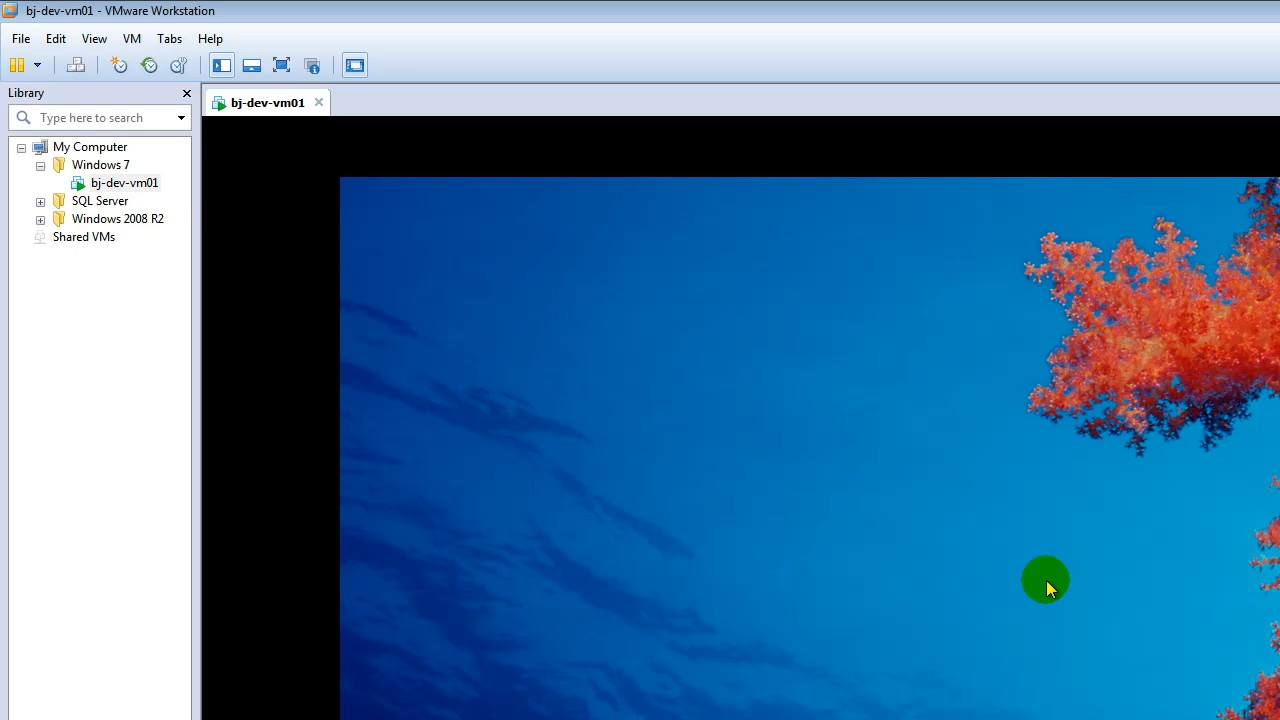 bj-dev-vm01 - VMware Workstation
File Edit View VM Tabs Help
Library
bj-dev-vm01
Type here to search
My Computer
Windows 7
bj-dev-vm01
SQL Server
Windows 2008 R2
Shared VMs